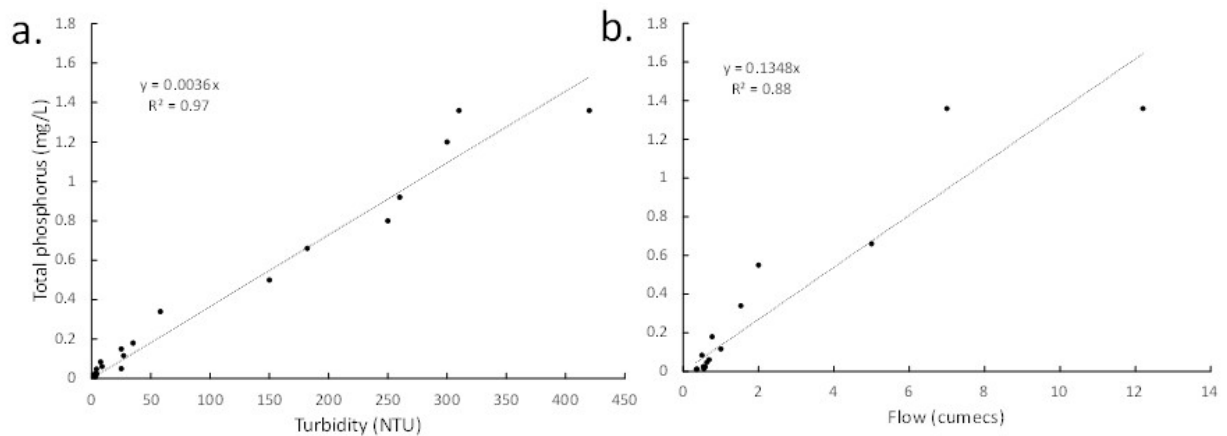 a.
y = 0.0036x
R² = 0.97
Total phosphorus (mg/L)
1.8
1.6
1.4
1.2
1
0.8
0.6
0.4
0.2
0
0 50 100 150 200 250 300 350 400 450
Turbidity (NTU)
b.
y = 0.1348x
R² = 0.88
1.8
1.6
1.4
1.2
1
0.8
0.6
0.4
0.2
0
0 2 4 6 8 10 12 14
Flow (cumecs)